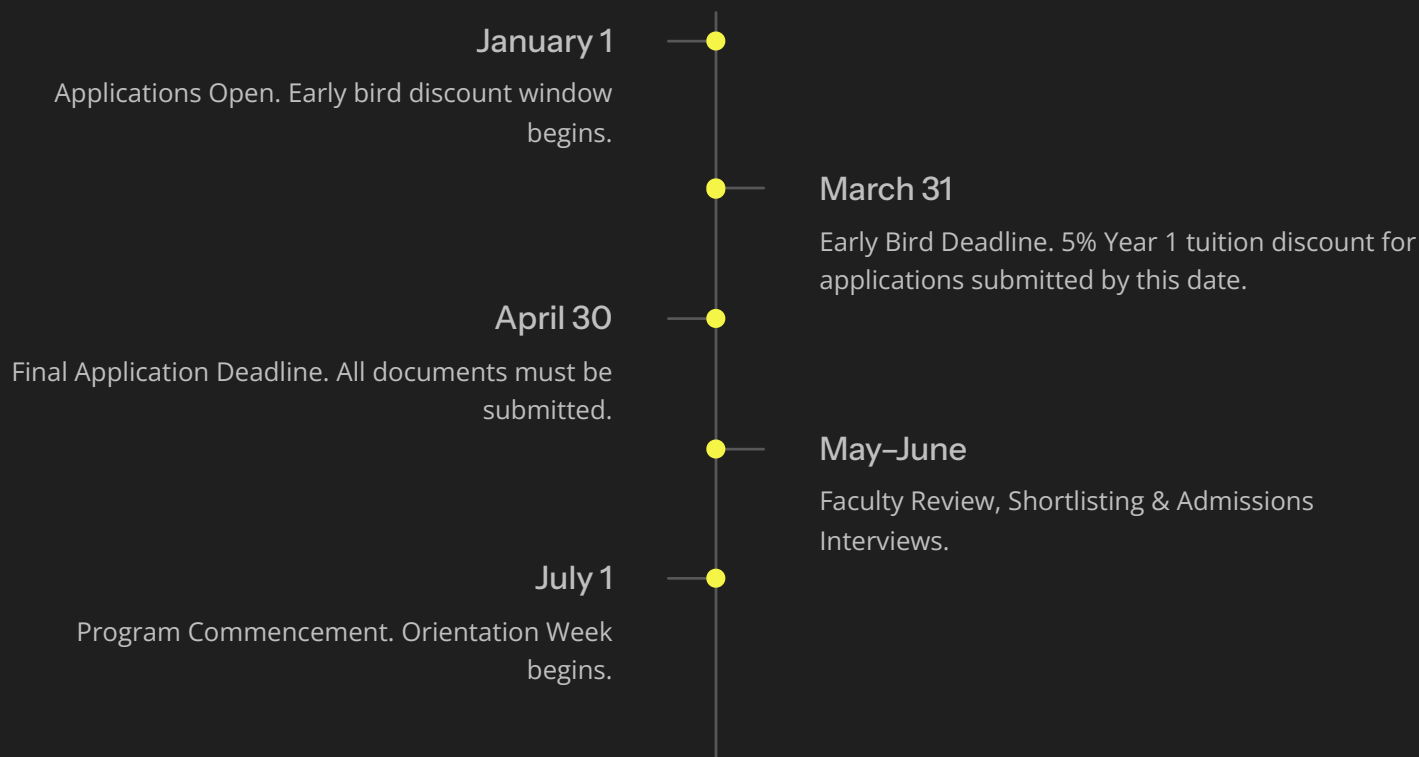 January 1
Applications Open. Early bird discount window
begins.
March 31
Early Bird Deadline. 5% Year 1 tuition discount for
applications submitted by this date.
April 30
Final Application Deadline. All documents must be
submitted.
May–June
Faculty Review, Shortlisting & Admissions
Interviews.
July 1
Program Commencement. Orientation Week
begins.